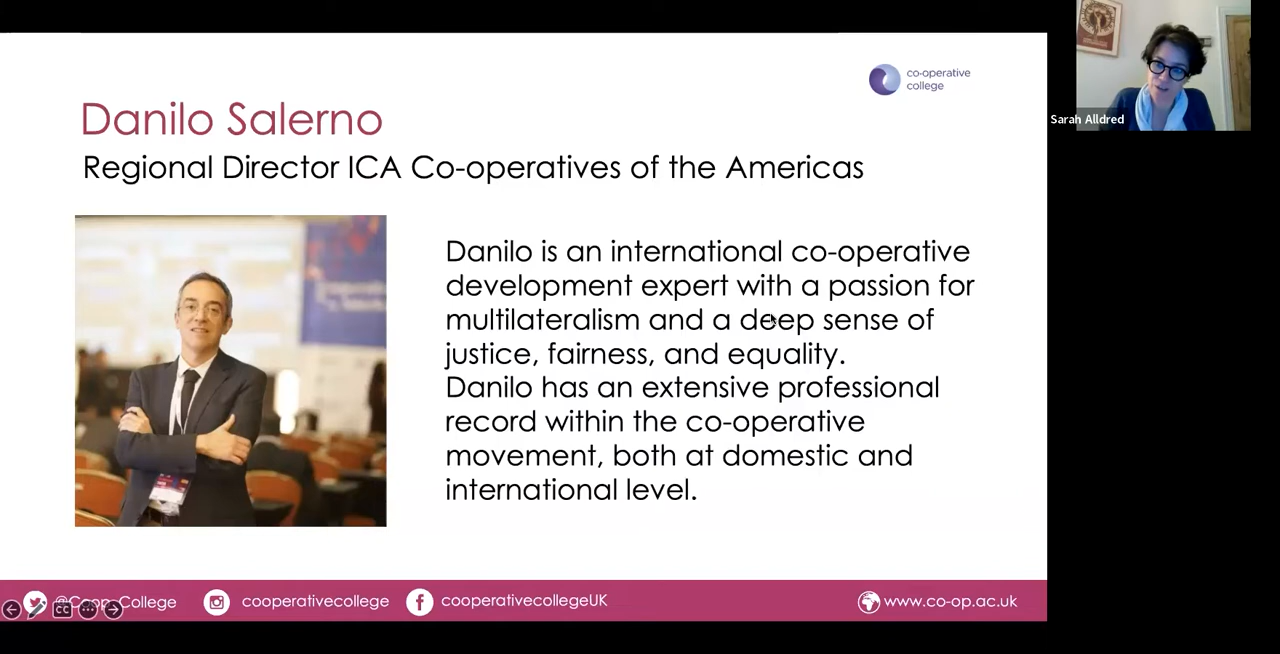 co-operative
college
Danilo Salerno
Regional Director ICA Co-operatives of the Americas
Danilo is an international co-operative
development expert with a passion for
multilateralism and a deep sense of
justice, fairness, and equality.
Danilo has an extensive professional
record within the co-operative
movement, both at domestic and
international level.
@Coop_College
cooperativecollege
cooperativecollegeUK
www.co-op.ac.uk
CC
Sarah Alldred